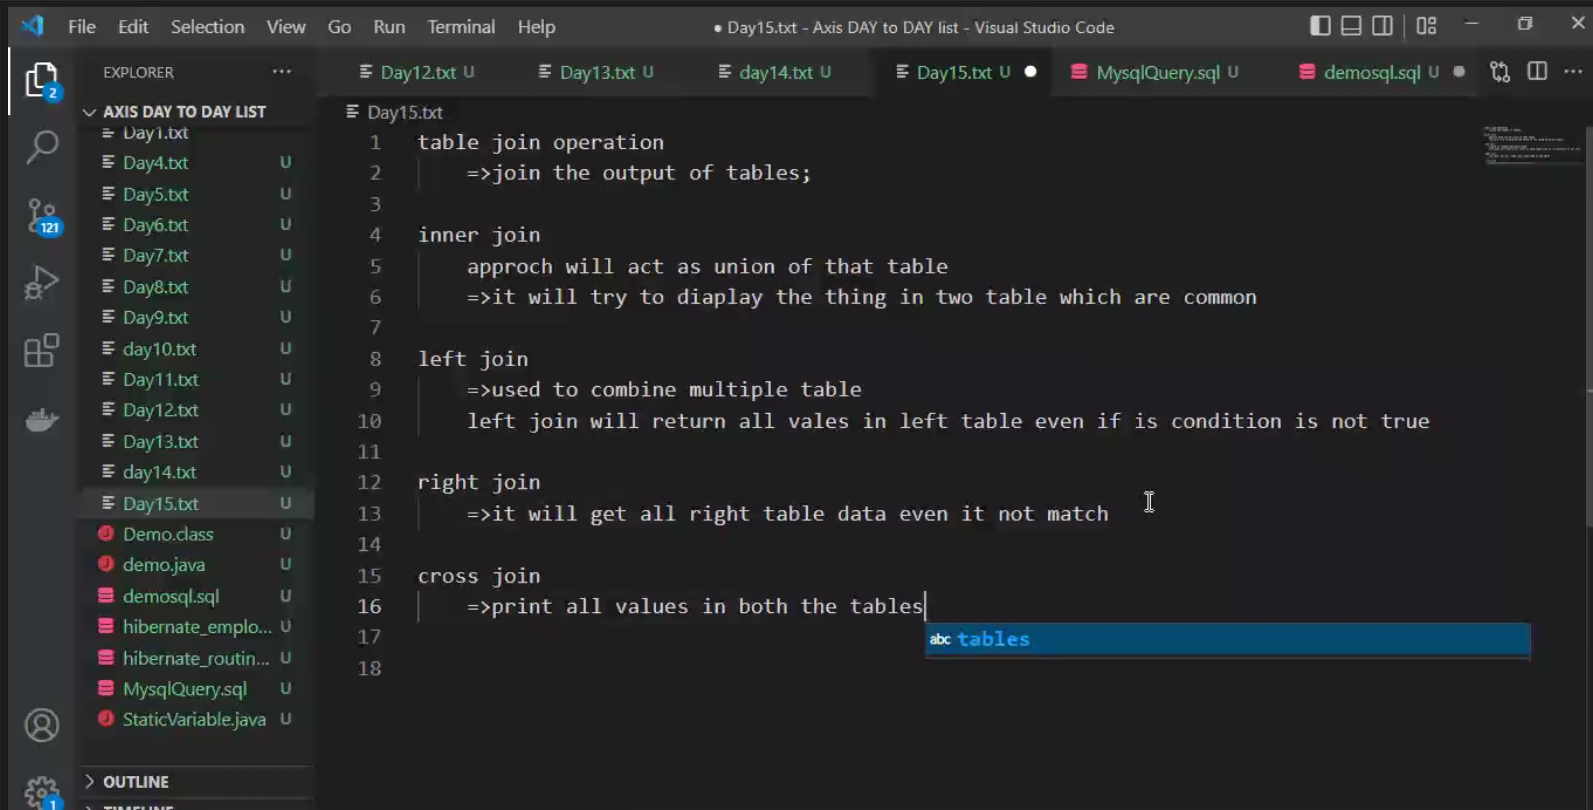 File Edit Selection View Go Run Terminal Help
● Day15.txt - Axis DAY to DAY list - Visual Studio Code
EXPLORER ...
Day12.txt U Day13.txt U day14.txt U Day15.txt U MysqlQuery.sql U demosql.sql U
2
AXIS DAY TO DAY LIST
Day1.txt
Day4.txt U
Day5.txt U
Day6.txt U
121
Day7.txt U
Day8.txt U
Day9.txt U
day10.txt U
Day11.txt U
Day12.txt U
Day13.txt U
day14.txt U
Day15.txt U
Demo.class U
demo.java U
demosql.sql U
hibernate_emplo... U
hibernate_routin... U
MysqlQuery.sql U
StaticVariable.java U
OUTLINE
TIMELINE
1
Day15.txt
1 table join operation
2 =>join the output of tables;
3
4 inner join
5 approch will act as union of that table
6 =>it will try to diaplay the thing in two table which are common
7
8 left join
9 =>used to combine multiple table
10 left join will return all vales in left table even if is condition is not true
11
12 right join
13 =>it will get all right table data even it not match
14
15 cross join
16 =>print all values in both the tables
abc tables
17
18